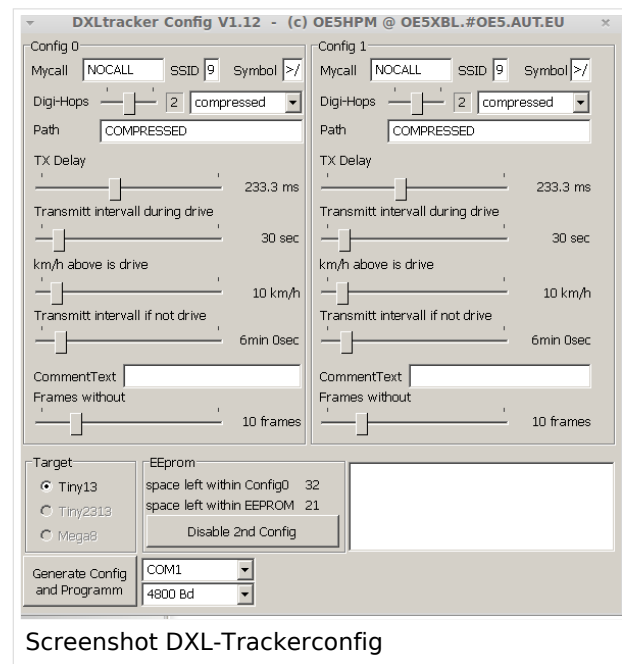 DXLtracker Config V1.12 - (c) OE5HPM @ OE5XBL.#OE5.AUT.EU
Config 0
Mycall NOCALL SSID 9 Symbol >/
Digi-Hops 2 compressed
Path COMPRESSED
TX Delay
233.3 ms
Transmitt intervall during drive
30 sec
km/h above is drive
10 km/h
Transmitt intervall if not drive
6min 0sec
CommentText
Frames without
10 frames
Config 1
Mycall NOCALL SSID 9 Symbol >/
Digi-Hops 2 compressed
Path COMPRESSED
TX Delay
233.3 ms
Transmitt intervall during drive
30 sec
km/h above is drive
10 km/h
Transmitt intervall if not drive
6min 0sec
CommentText
Frames without
10 frames
Target
Tiny13
Tiny2313
Mega8
EEprom
space left within Config0 32
space left within EEPROM 21
Disable 2nd Config
Generate Config
and Programm
COM1
4800 Bd
Screenshot DXL-Trackerconfig